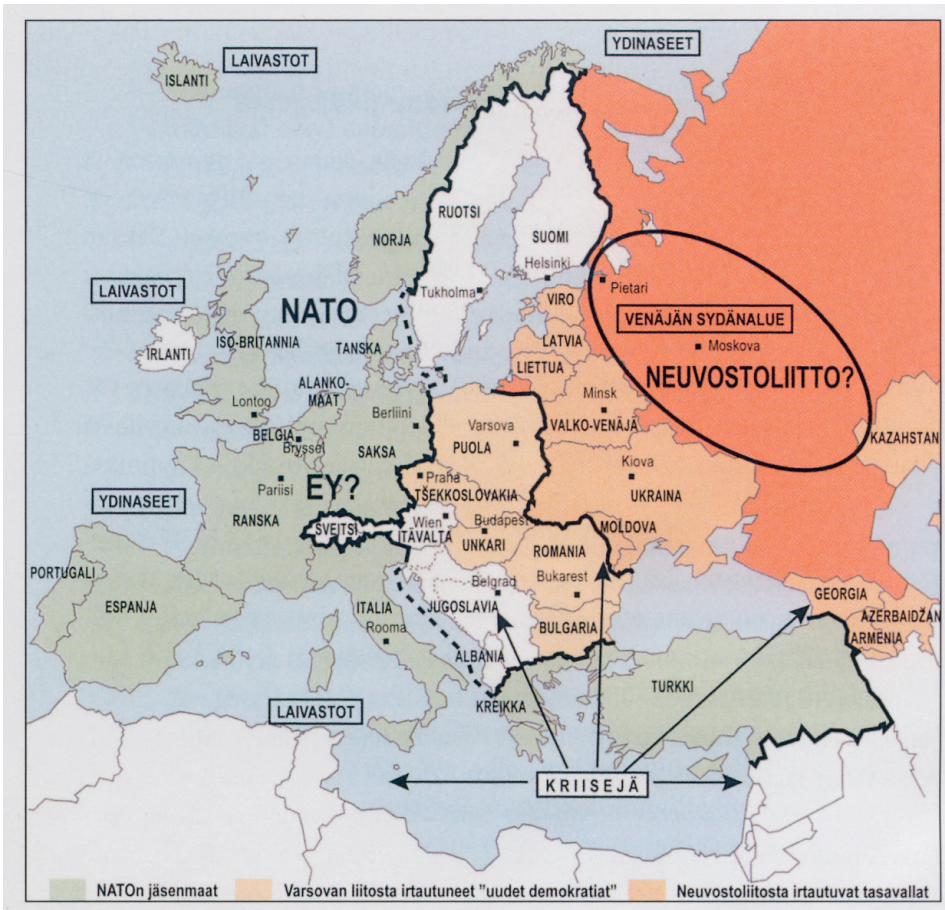 YDINASEET
LAIVASTOT
ISLANTI
RUOTSI
SUOMI
NORJA
Helsinki
Pietari
LAIVASTOT
Tukholma
VIRO
NATO
VENÄJÄN SYDÄNALUE
Moskova
IRLANTI
ISO-BRITANNIA
TANSKA
LATVIA
LIETTUA
NEUVOSTOLIITTO?
ALANKO-
MAAT
Minsk
Lontoo
Berliini
VALKO-VENÄJÄ
KAZAHSTAN
BELGIA
Bryssel
SAKSA
Varsova
PUOLA
Kiova
YDINASEET
Pariisi
EY?
Praha
TŠEKKOSLOVAKIA
UKRAINA
RANSKA
SVEITSI
Wien
ITÄVALTA
Budapest
UNKARI
MOLDOVA
ROMANIA
PORTUGALI
ESPANJA
Belgrad
Bukarest
GEORGIA
ITALIA
JUGOSLAVIA
AZERBAIDŽAN
Rooma
BULGARIA
ARMENIA
ALBANIA
TURKKI
LAIVASTOT
KREIKKA
KRIISEJÄ
NATOn jäsenmaat
Varsovan liitosta irtautuneet "uudet demokratiat"
Neuvostoliitosta irtautuvat tasavallat